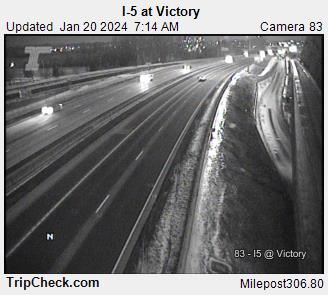 I-5 at Victory
Updated Jan 20 2024 7:14 AM Camera 83
T
N
83 - I5 @ Victory
TripCheck.com Milepost306.80